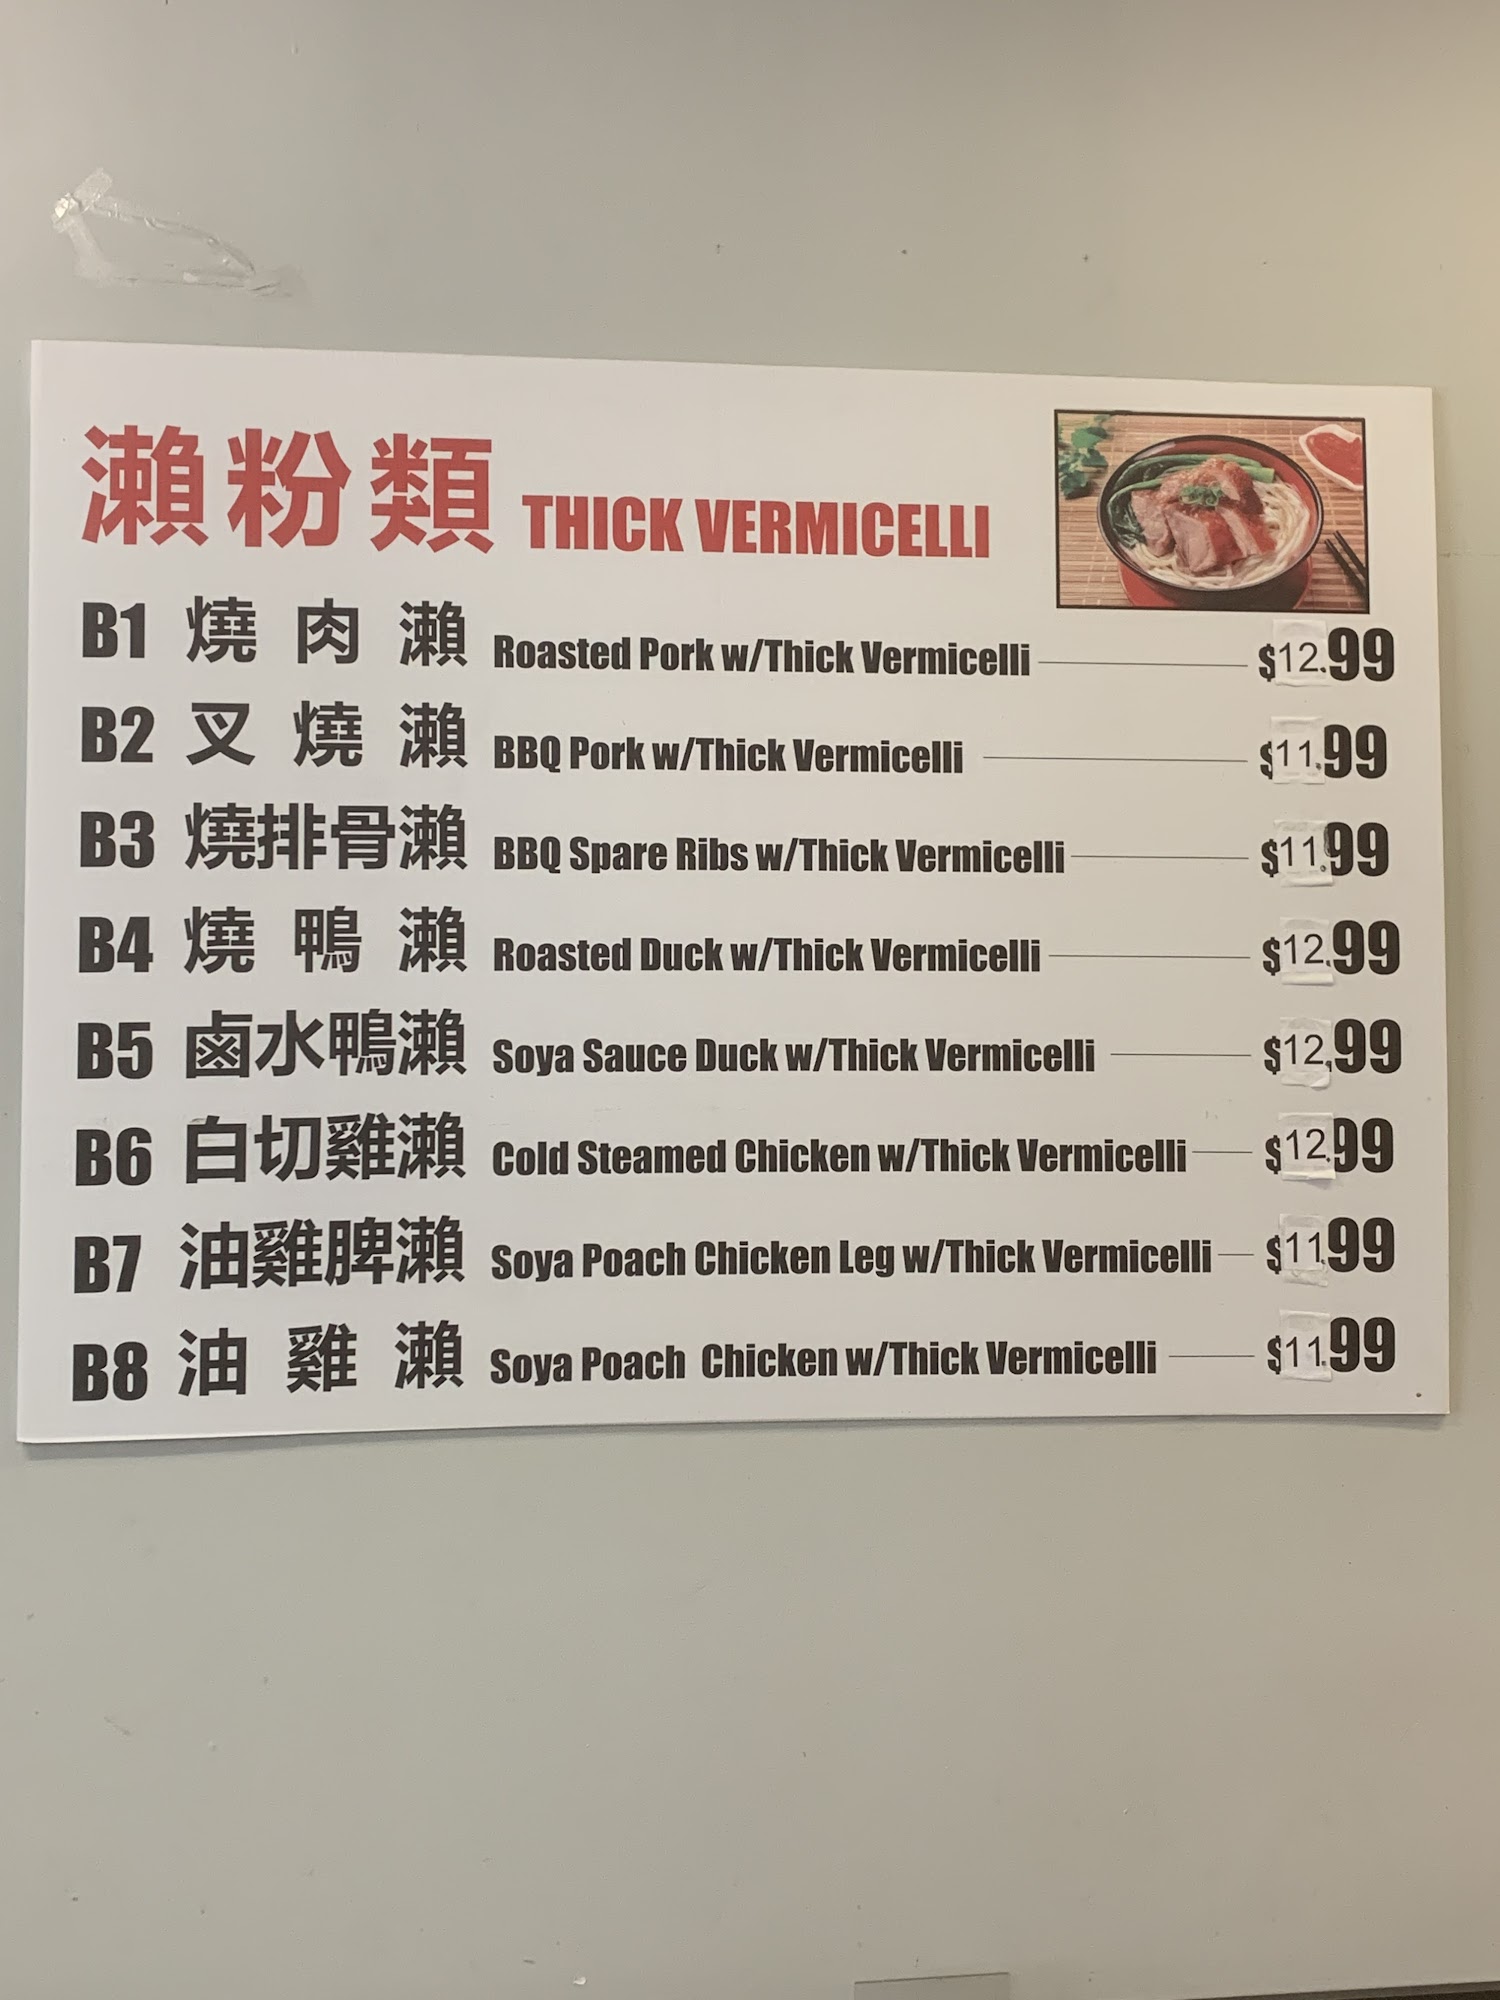 瀨粉類 THICK VERMICELLI
B1 燒肉瀨 Roasted Pork w/Thick Vermicelli $12.99
B2 叉燒瀨 BBQ Pork w/Thick Vermicelli $11.99
B3 燒排骨瀨 BBQ Spare Ribs w/Thick Vermicelli $11.99
B4 燒鴨瀨 Roasted Duck w/Thick Vermicelli $12.99
B5 鹵水鴨瀨 Soya Sauce Duck w/Thick Vermicelli $12.99
B6 白切雞瀨 Cold Steamed Chicken w/Thick Vermicelli $12.99
B7 油雞脾瀨 Soya Poach Chicken Leg w/Thick Vermicelli $11.99
B8 油雞瀨 Soya Poach Chicken w/Thick Vermicelli $11.99